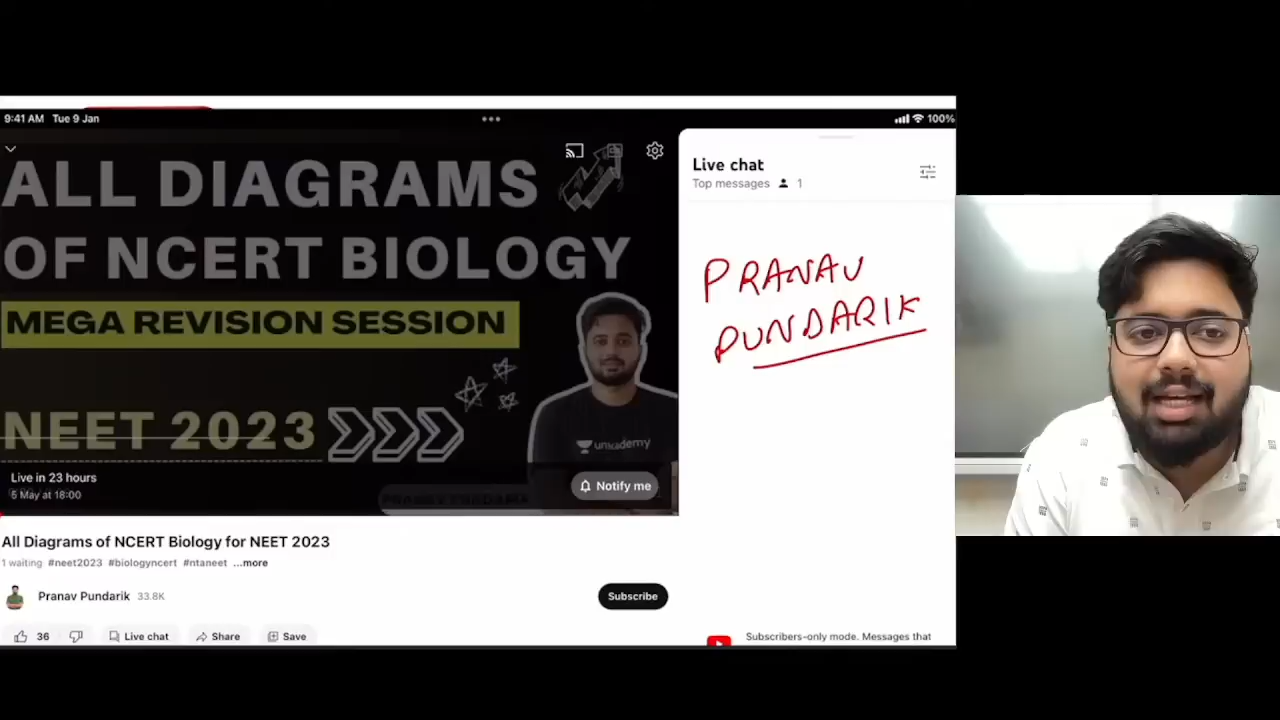 9:41 AM Tue 9 Jan
100%
ALL DIAGRAMS
OF NCERT BIOLOGY
MEGA REVISION SESSION
NEET 2023
unacademy
Live in 23 hours
5 May at 18:00
Notify me
PRANAV PUNDARIK
All Diagrams of NCERT Biology for NEET 2023
1 waiting #neet2023 #biologyncert #ntaneet ...more
Pranav Pundarik 33.8K
Subscribe
36
Live chat
Share
Save
Live chat
Top messages 1
PRANAV
PUNDARIK
Subscribers-only mode. Messages that